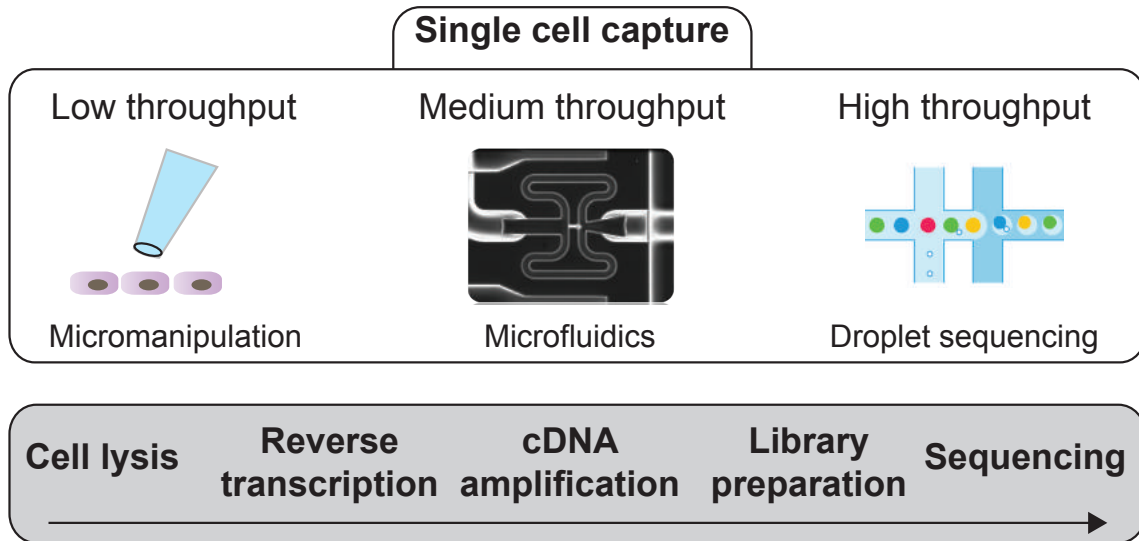 Single cell capture
Low throughput
Medium throughput
High throughput
Micromanipulation
Microfluidics
Droplet sequencing
Cell lysis
Reverse
transcription
cDNA
amplification
Library
preparation
Sequencing